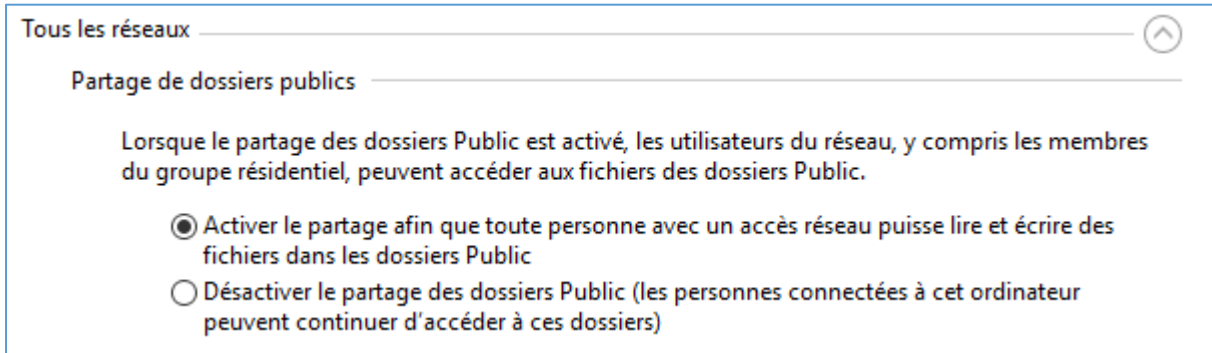 Tous les réseaux
Partage de dossiers publics
Lorsque le partage des dossiers Public est activé, les utilisateurs du réseau, y compris les membres
du groupe résidentiel, peuvent accéder aux fichiers des dossiers Public.
Activer le partage afin que toute personne avec un accès réseau puisse lire et écrire des
fichiers dans les dossiers Public
Désactiver le partage des dossiers Public (les personnes connectées à cet ordinateur
peuvent continuer d'accéder à ces dossiers)